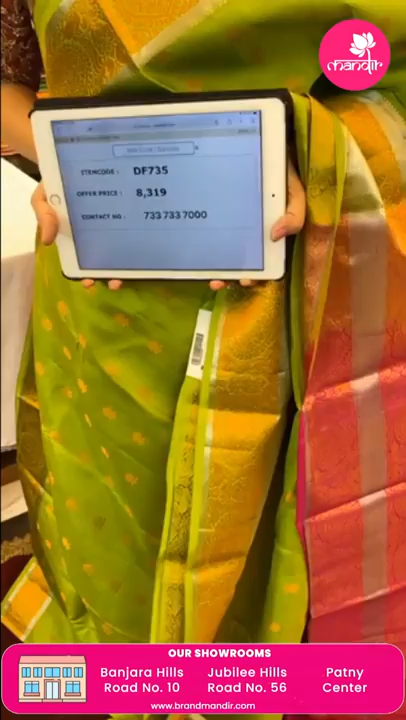 mandir
ITEMCODE : DF735
OFFER PRICE : 8,319
CONTACT NO : 733 733 7000
OUR SHOWROOMS
Banjara Hills
Road No. 10
Jubilee Hills
Road No. 56
Patny
Center
www.brandmandir.com